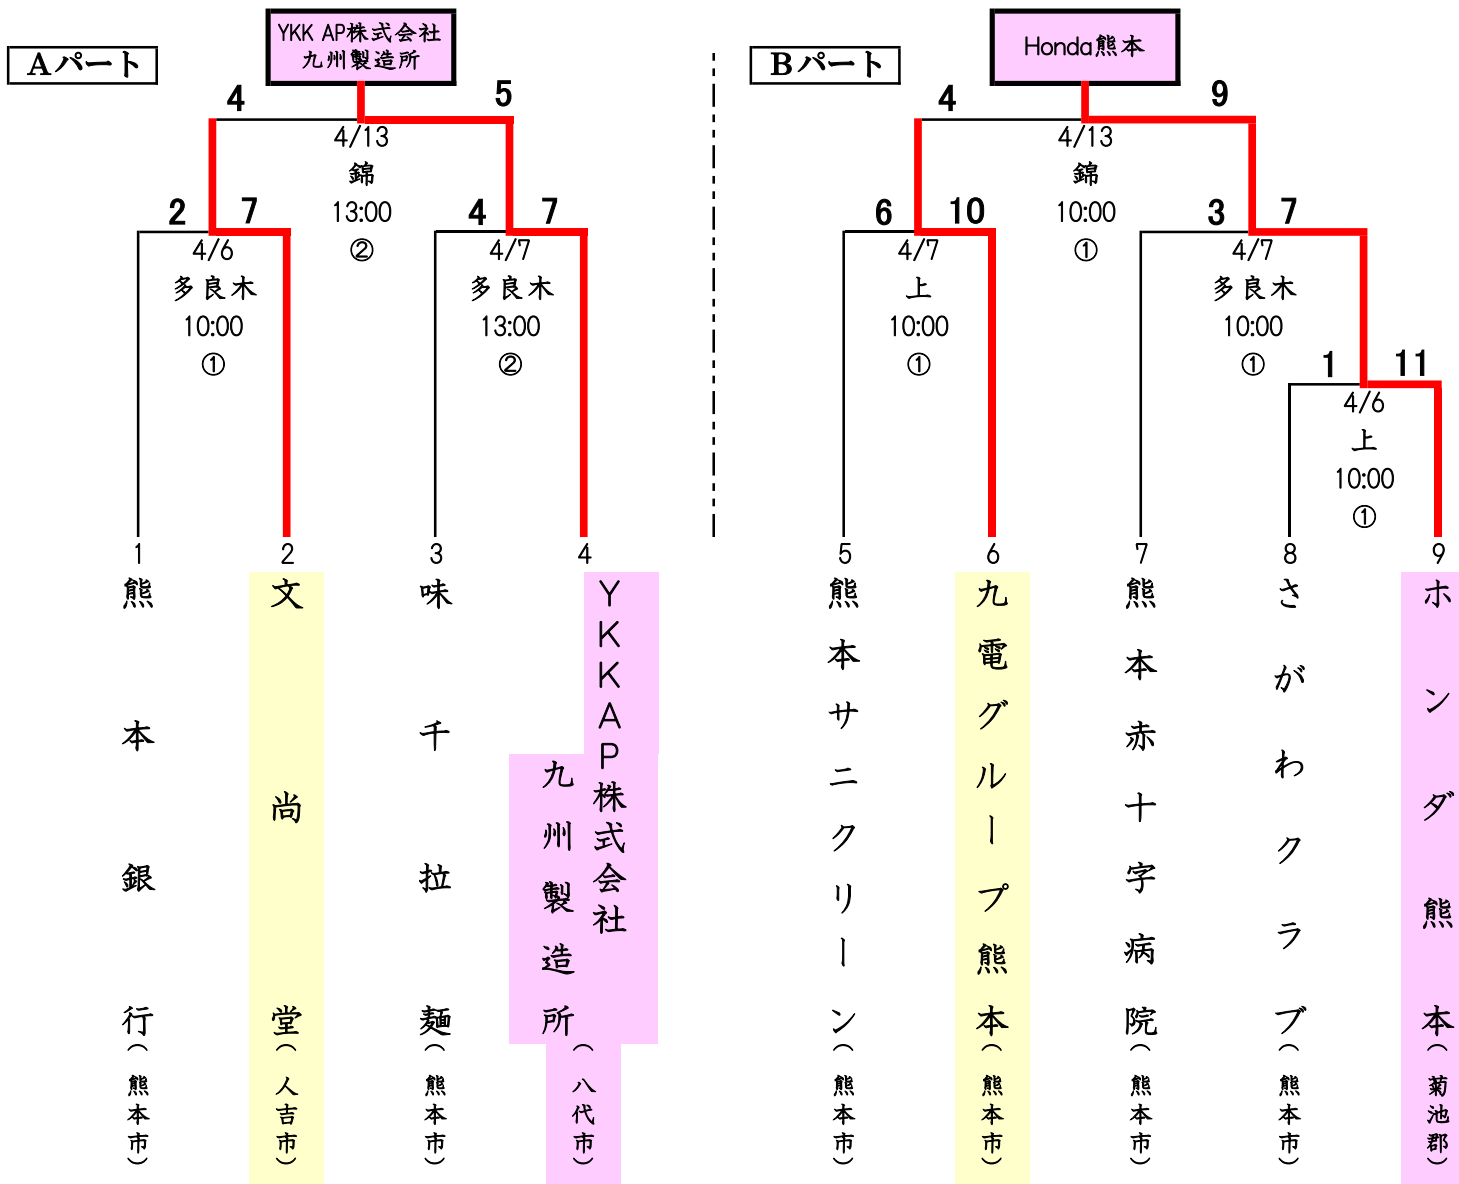 Aパート
YKK AP株式会社
九州製造所
4 5
4/13
錦
13:00
②
2 7
4/6
多良木
10:00
①
4 7
4/7
多良木
13:00
②
Bパート
Honda熊本
4 9
4/13
錦
10:00
①
6 10
4/7
上
10:00
①
3 7
4/7
多良木
10:00
①
1 11
4/6
上
10:00
①
1
熊本銀行(熊本市)
2
文尚堂(人吉市)
3
味千拉麺(熊本市)
4
YKKAP株式会社
九州製造所(八代市)
5
熊本サニクリーン(熊本市)
6
九電グループ熊本(熊本市)
7
熊本赤十字病院(熊本市)
8
さがわクラブ(熊本市)
9
ホンダ熊本(菊池郡)